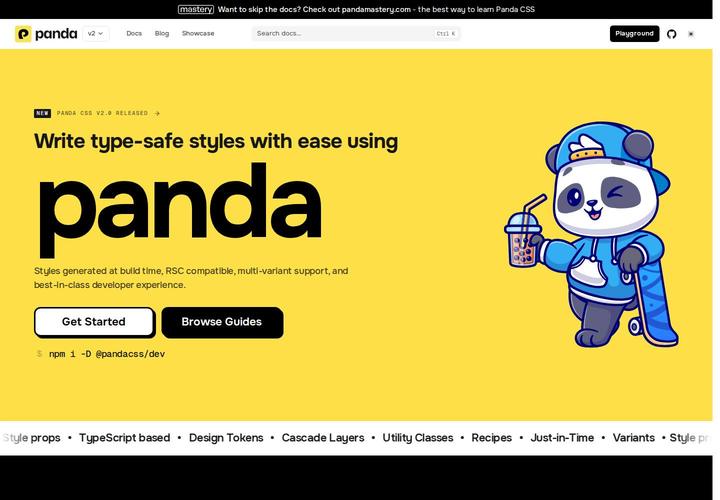 mastery Want to skip the docs? Check out pandamastery.com - the best way to learn Panda CSS
panda v2 Docs Blog Showcase Search docs... Ctrl K Playground
NEW PANDA CSS V2.0 RELEASED →
Write type-safe styles with ease using
panda
Styles generated at build time, RSC compatible, multi-variant support, and
best-in-class developer experience.
Get Started Browse Guides
$ npm i -D @pandacss/dev
Style props • TypeScript based • Design Tokens • Cascade Layers • Utility Classes • Recipes • Just-in-Time • Variants • Style pr